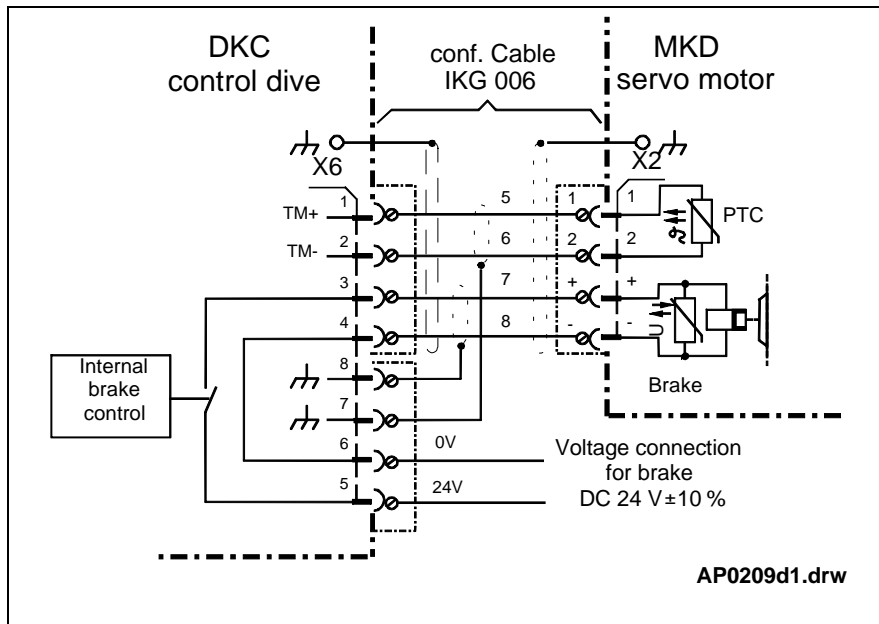 DKC
control dive
conf. Cable
IKG 006
MKD
servo motor
X6
X2
1
5
1
1
TM+
PTC
2
6
2
2
TM-
ϑ
3
7
+
+
4
8
-
-
U
Internal
brake
control
8
Brake
7
6
0V
Voltage connection
for brake
DC 24 V±10 %
5
24V
AP0209d1.drw